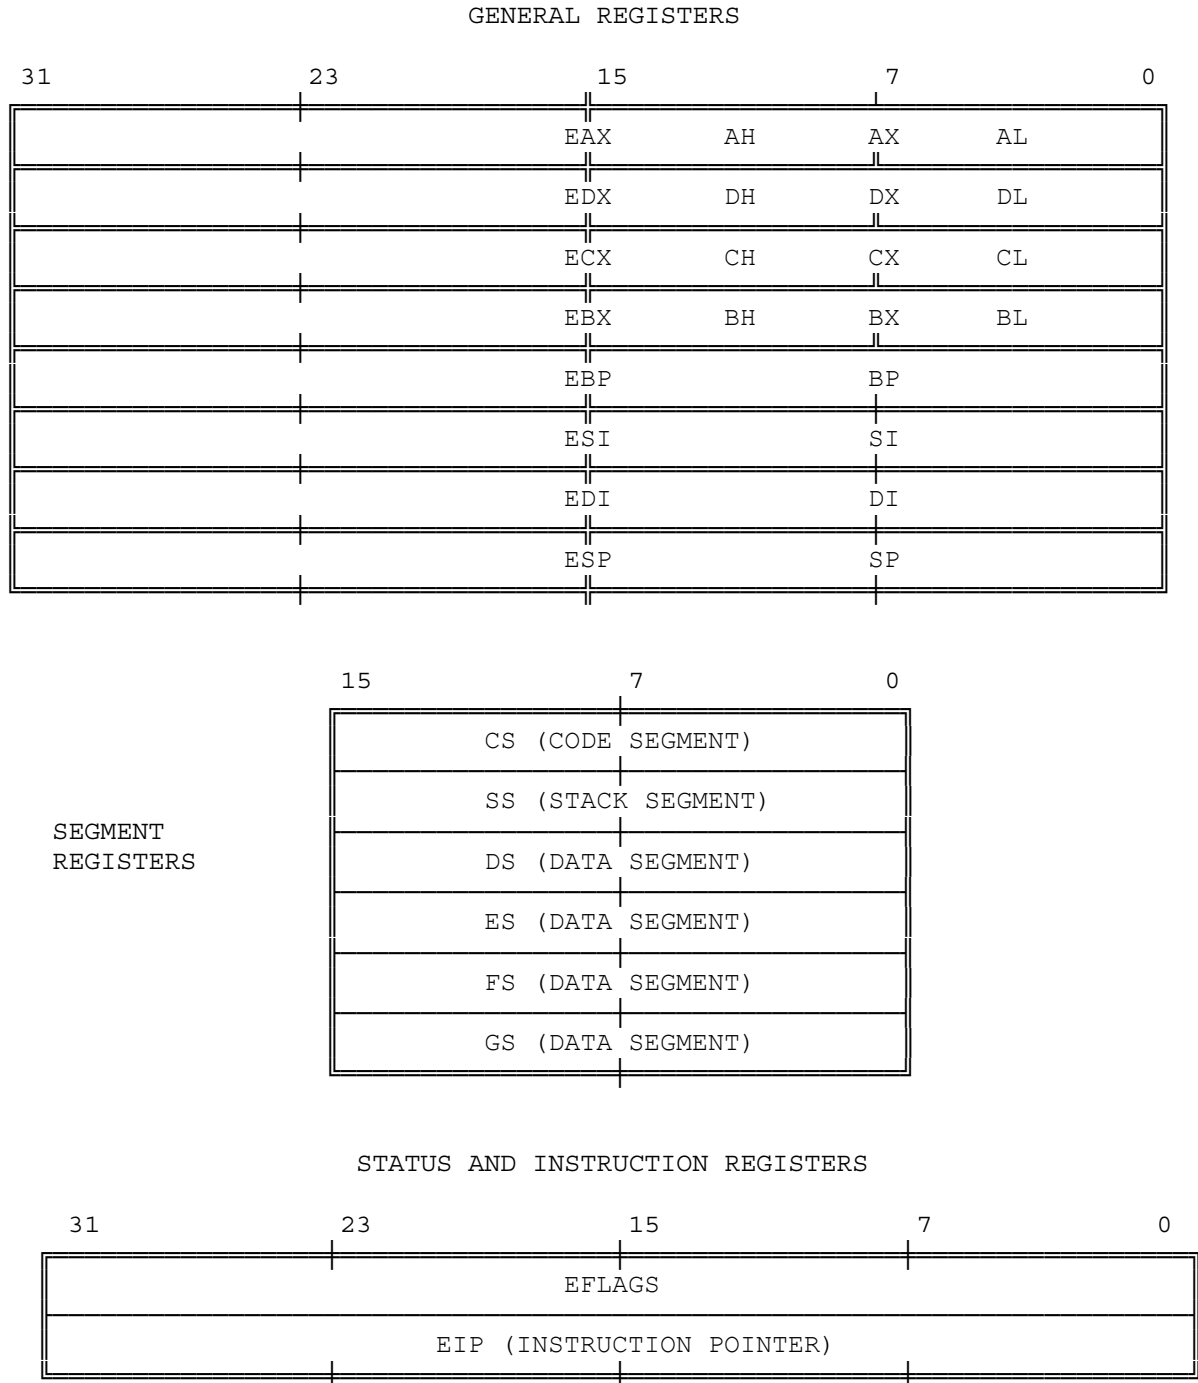 GENERAL REGISTERS
31 23 15 7 0
EAX AH AX AL
EDX DH DX DL
ECX CH CX CL
EBX BH BX BL
EBP BP
ESI SI
EDI DI
ESP SP
15 7 0
CS (CODE SEGMENT)
SS (STACK SEGMENT)
SEGMENT
REGISTERS
DS (DATA SEGMENT)
ES (DATA SEGMENT)
FS (DATA SEGMENT)
GS (DATA SEGMENT)
STATUS AND INSTRUCTION REGISTERS
31 23 15 7 0
EFLAGS
EIP (INSTRUCTION POINTER)